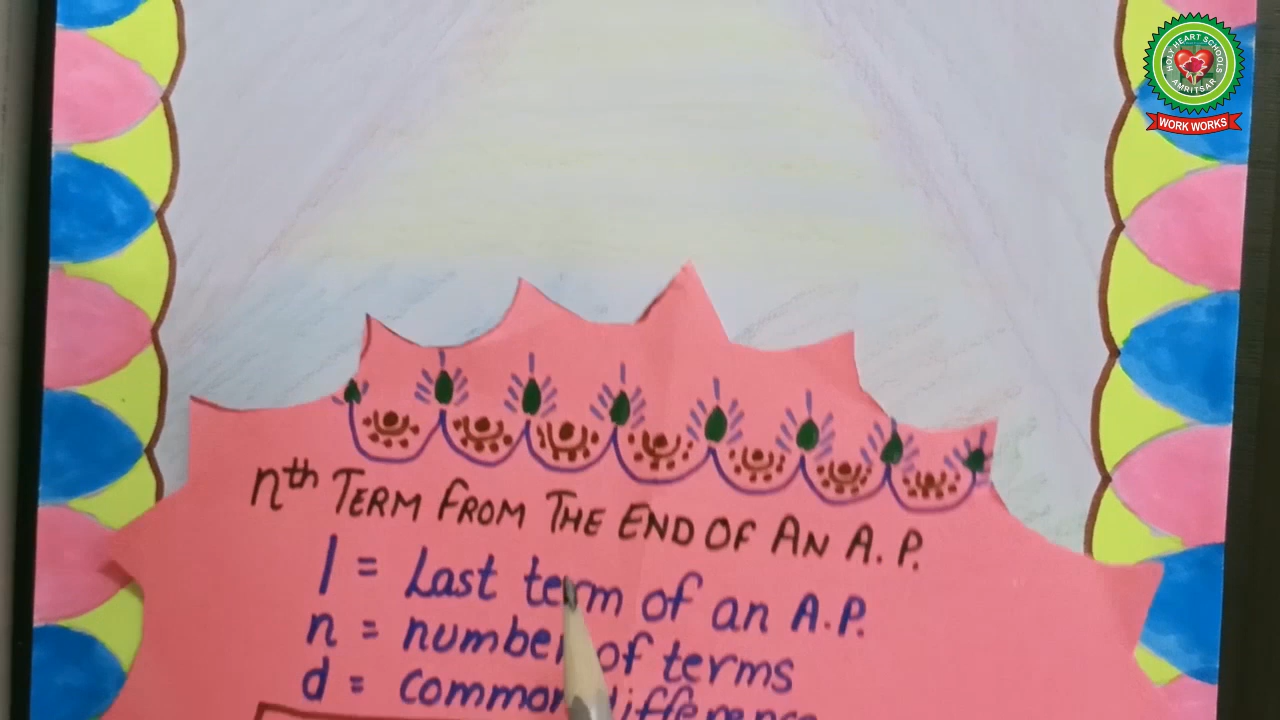 HOLY HEART SCHOOLS
AMRITSAR
WORK WORKS
nth TERM FROM THE END OF AN A.P.
l = Last term of an A.P.
n = number of terms
d = common difference